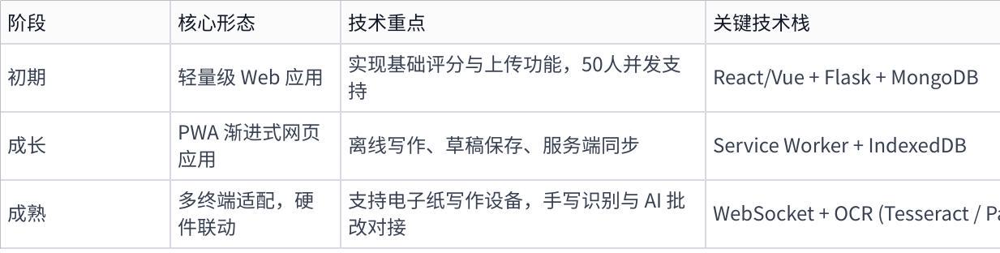 阶段
核心形态
技术重点
关键技术栈
初期
轻量级 Web 应用
实现基础评分与上传功能，50人并发支
持
React/Vue + Flask + MongoDB
成长
PWA 渐进式网页
应用
离线写作、草稿保存、服务端同步
Service Worker + IndexedDB
成熟
多终端适配，硬
件联动
支持电子纸写作设备，手写识别与 AI 批
改对接
WebSocket + OCR (Tesseract /